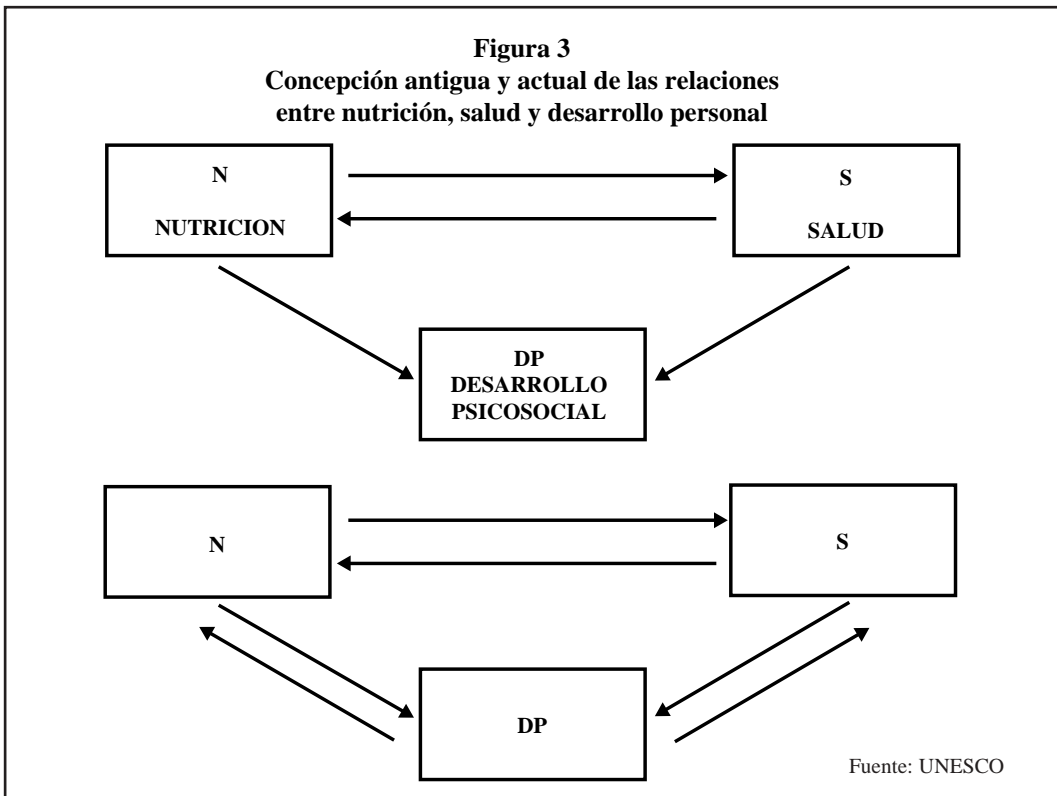 Figura 3
Concepción antigua y actual de las relaciones
entre nutrición, salud y desarrollo personal
N
NUTRICION
S
SALUD
DP
DESARROLLO
PSICOSOCIAL
N
S
DP
Fuente: UNESCO